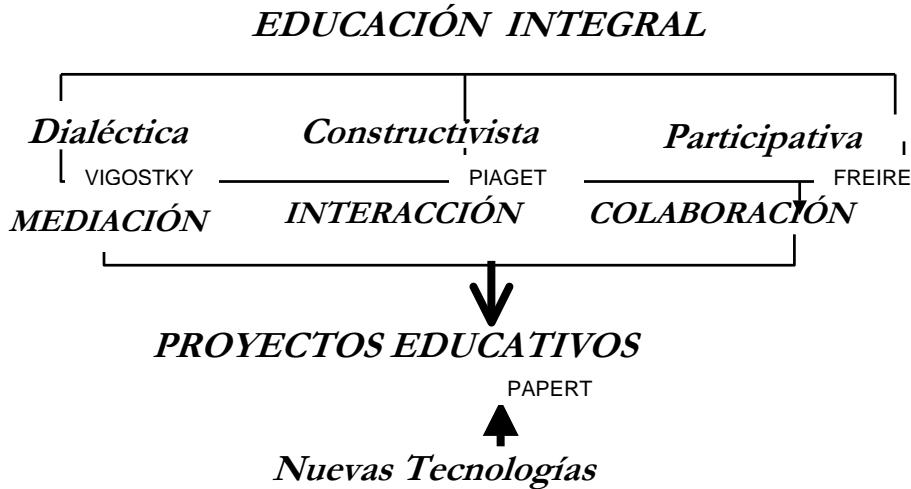 EDUCACIÓN INTEGRAL
Dialéctica Constructivista Participativa
VIGOSTKY PIAGET FREIRE
MEDIACIÓN INTERACCIÓN COLABORACIÓN
PROYECTOS EDUCATIVOS
PAPERT
Nuevas Tecnologías